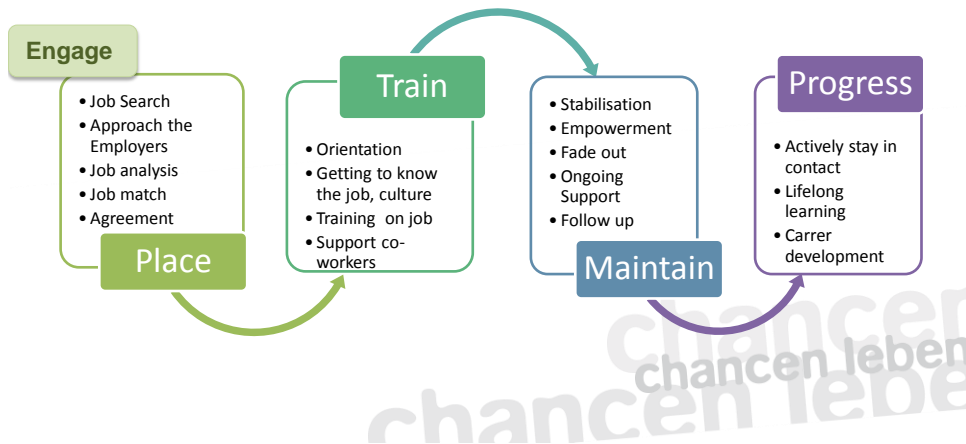 Engage
• Job Search
• Approach the
Employers
• Job analysis
• Job match
• Agreement
Place
Train
• Orientation
• Getting to know
the job, culture
• Training on job
• Support co-
workers
• Stabilisation
• Empowerment
• Fade out
• Ongoing
Support
• Follow up
Maintain
Progress
• Actively stay in
contact
• Lifelong
learning
• Carrer
development
chancen
chancen leben
chancen lebe